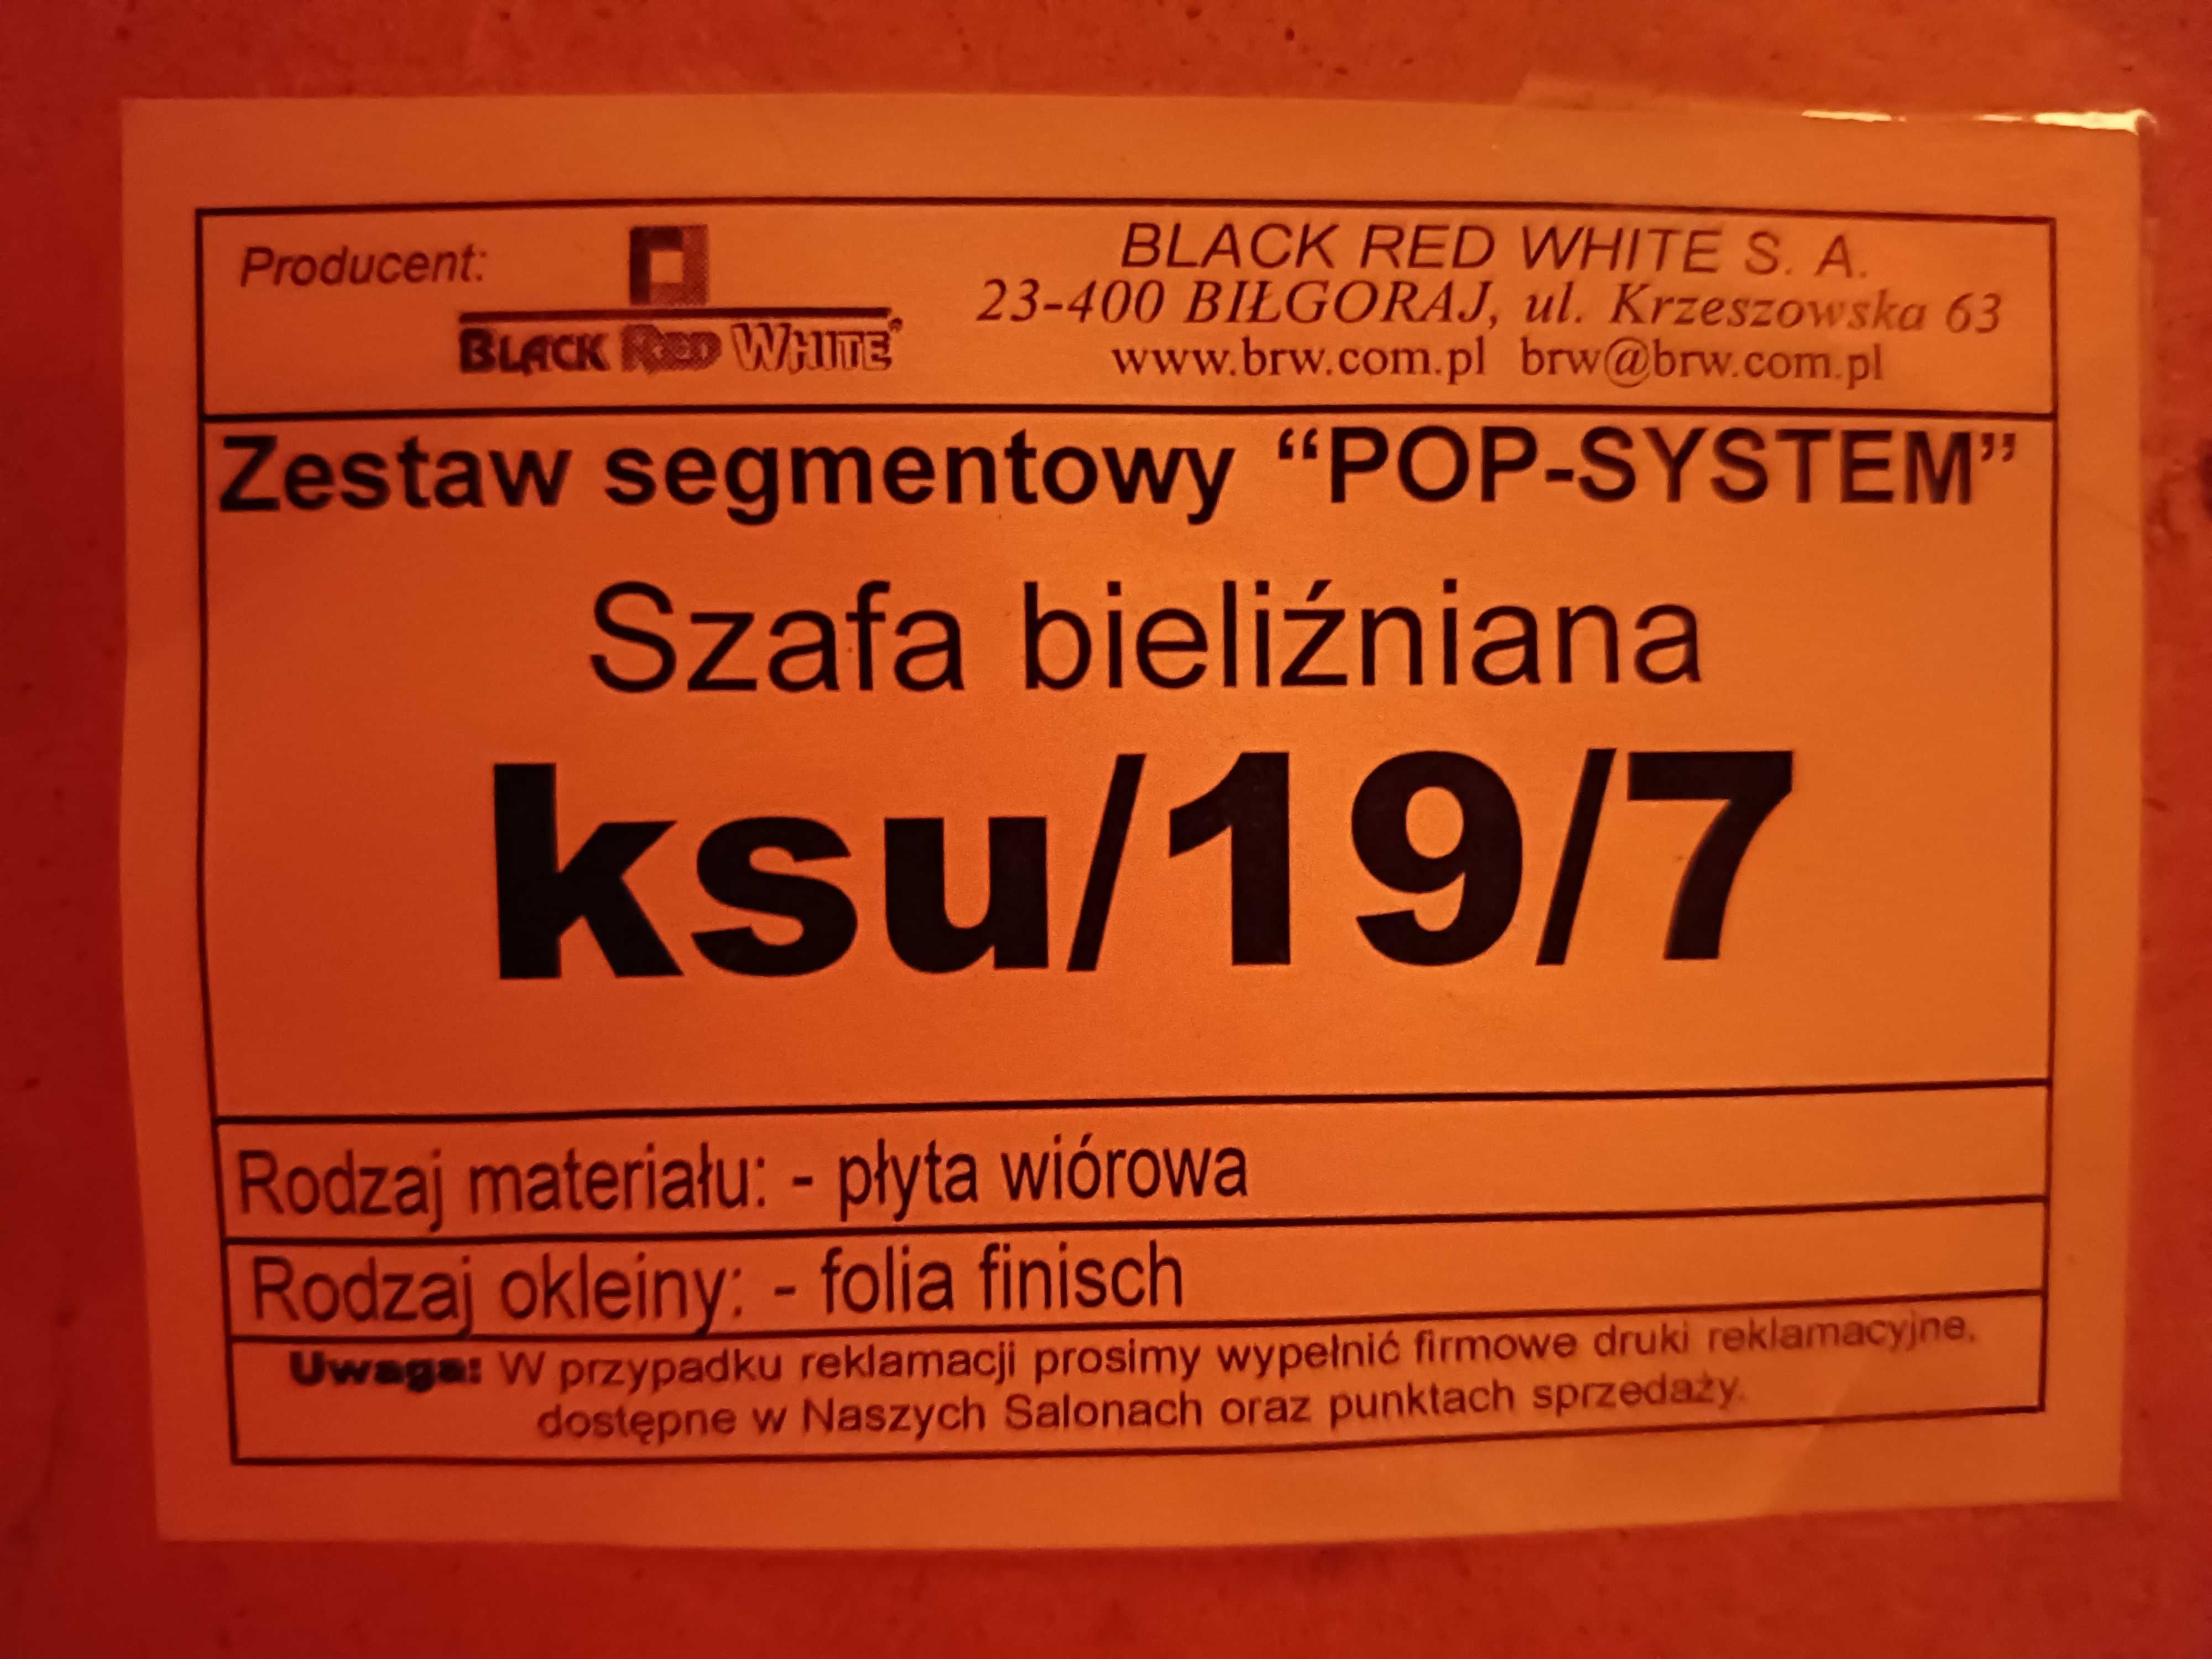 Producent:
BLACK RED WHITE®
BLACK RED WHITE S. A.
23-400 BIŁGORAJ, ul. Krzeszowska 63
www.brw.com.pl brw@brw.com.pl
Zestaw segmentowy “POP-SYSTEM”
Szafa bieliźniana
ksu/19/7
Rodzaj materiału: - płyta wiórowa
Rodzaj okleiny: - folia finisch
Uwaga: W przypadku reklamacji prosimy wypełnić firmowe druki reklamacyjne,
dostępne w Naszych Salonach oraz punktach sprzedaży.